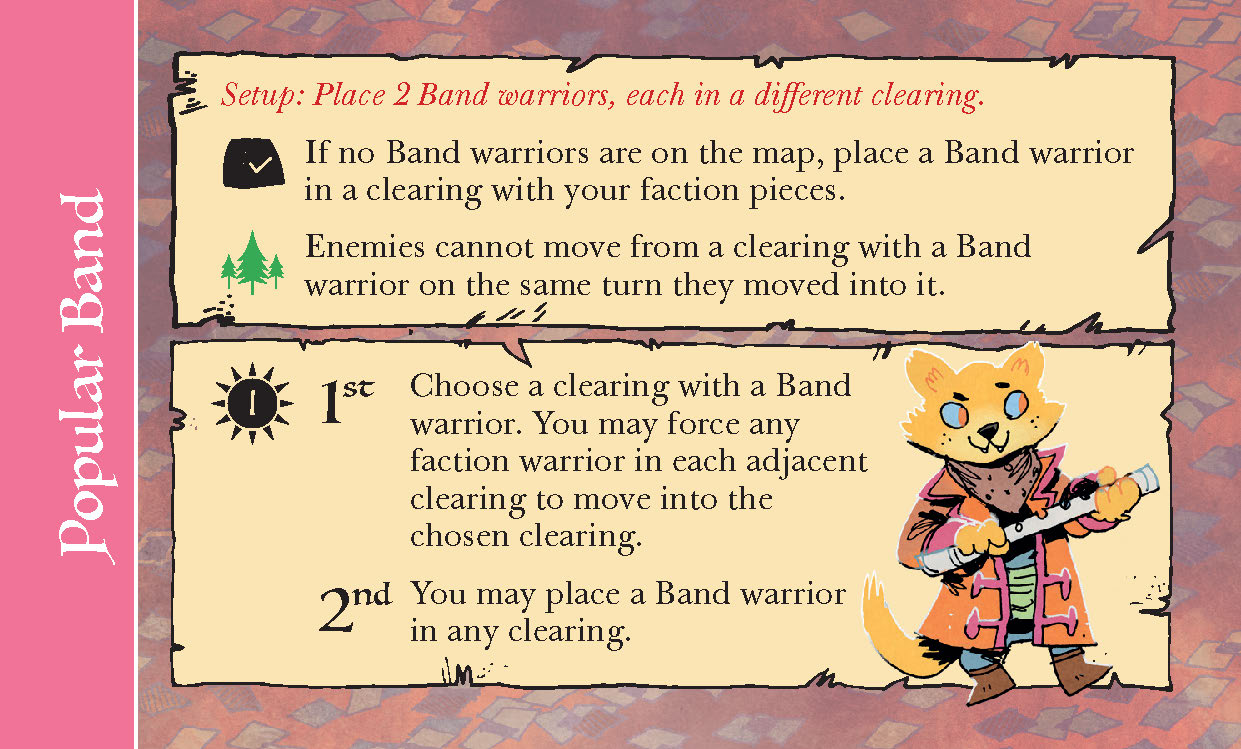 Popular Band
Setup: Place 2 Band warriors, each in a different clearing.
If no Band warriors are on the map, place a Band warrior
in a clearing with your faction pieces.
Enemies cannot move from a clearing with a Band
warrior on the same turn they moved into it.
1
1st Choose a clearing with a Band
warrior. You may force any
faction warrior in each adjacent
clearing to move into the
chosen clearing.
2nd You may place a Band warrior
in any clearing.